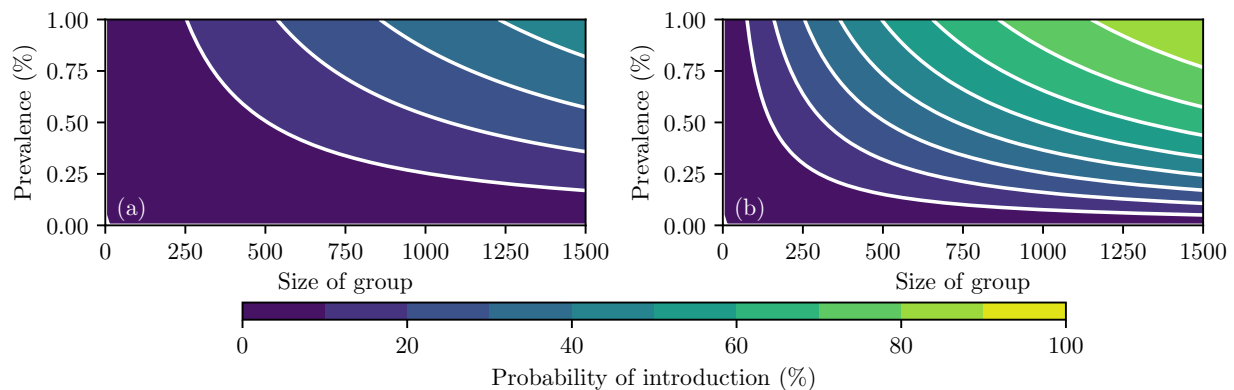 1.00
0.75
0.50
0.25
0.00
Prevalence (%)
(a)
0 250 500 750 1000 1250 1500
Size of group
1.00
0.75
0.50
0.25
0.00
Prevalence (%)
(b)
0 250 500 750 1000 1250 1500
Size of group
0 20 40 60 80 100
Probability of introduction (%)